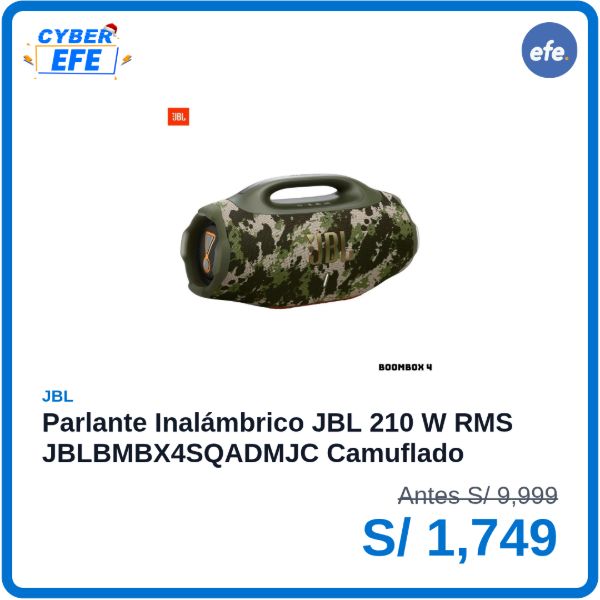 CYBER
EFE
efe.
JBL
JBL
BOOMBOX 4
JBL
Parlante Inalámbrico JBL 210 W RMS
JBLBMBX4SQADMJC Camuflado
Antes S/ 9,999
S/ 1,749